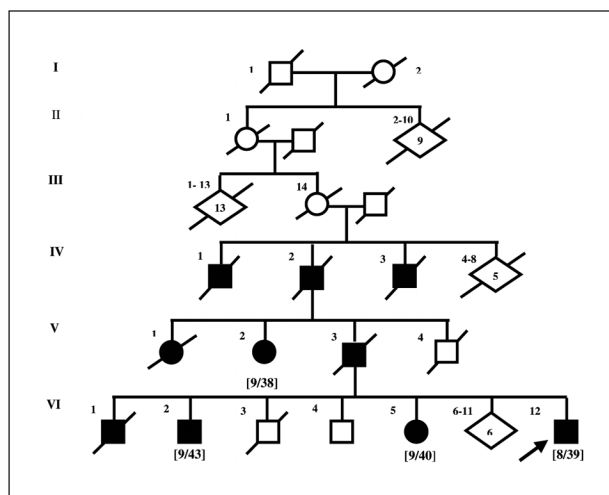 I 1 2
II 1 2-10
9
III 1- 13 14
13
IV 1 2 3 4-8
5
V 1 2 3 4
[9/38]
VI 1 2 3 4 5 6-11 12
6
[9/43] [9/40] [8/39]